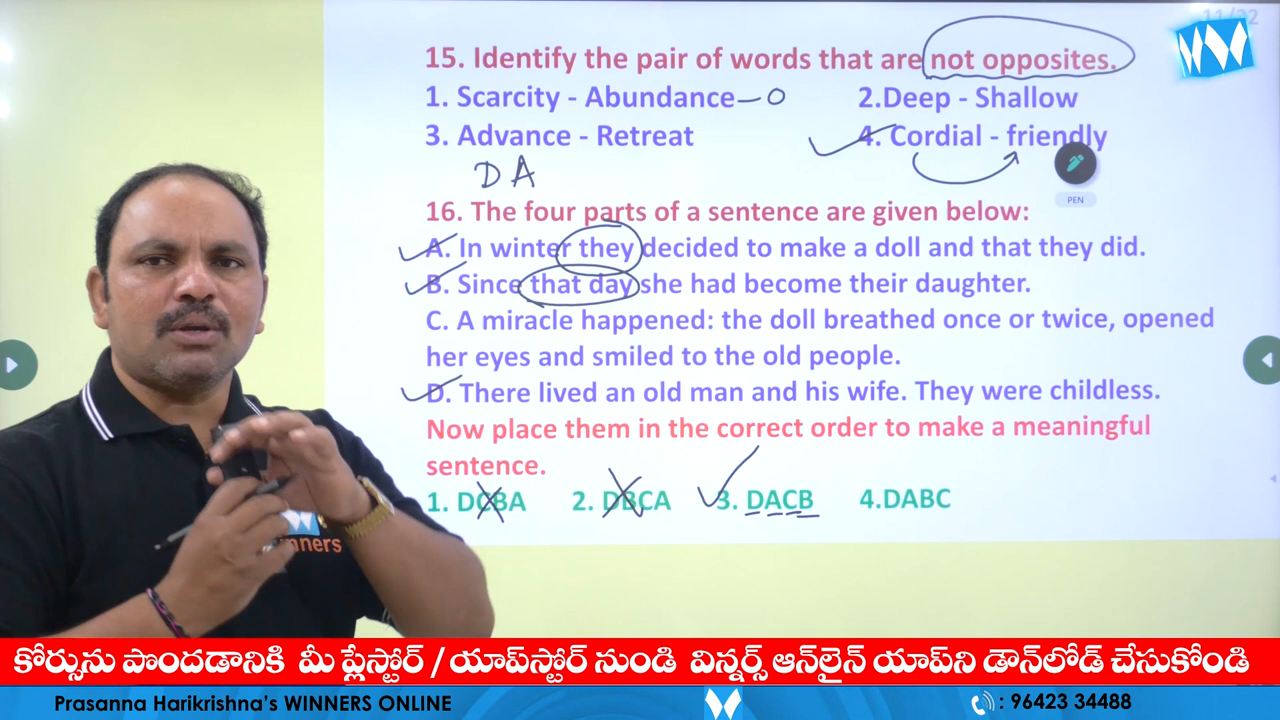 11/22
15. Identify the pair of words that are not opposites.
1. Scarcity - Abundance – O 2.Deep - Shallow
3. Advance - Retreat 4. Cordial - friendly
D A
PEN
16. The four parts of a sentence are given below:
A. In winter they decided to make a doll and that they did.
B. Since that day she had become their daughter.
C. A miracle happened: the doll breathed once or twice, opened
her eyes and smiled to the old people.
D. There lived an old man and his wife. They were childless.
Now place them in the correct order to make a meaningful
sentence.
1. DCBA 2. DBCA 3. DACB 4.DABC
కోర్సును పొందడానికి మీ ప్లేస్టోర్ / యాప్‌స్టోర్ నుండి విన్నర్స్ ఆన్‌లైన్ యాప్‌ని డౌన్‌లోడ్ చేసుకోండి
Prasanna Harikrishna's WINNERS ONLINE : 96423 34488